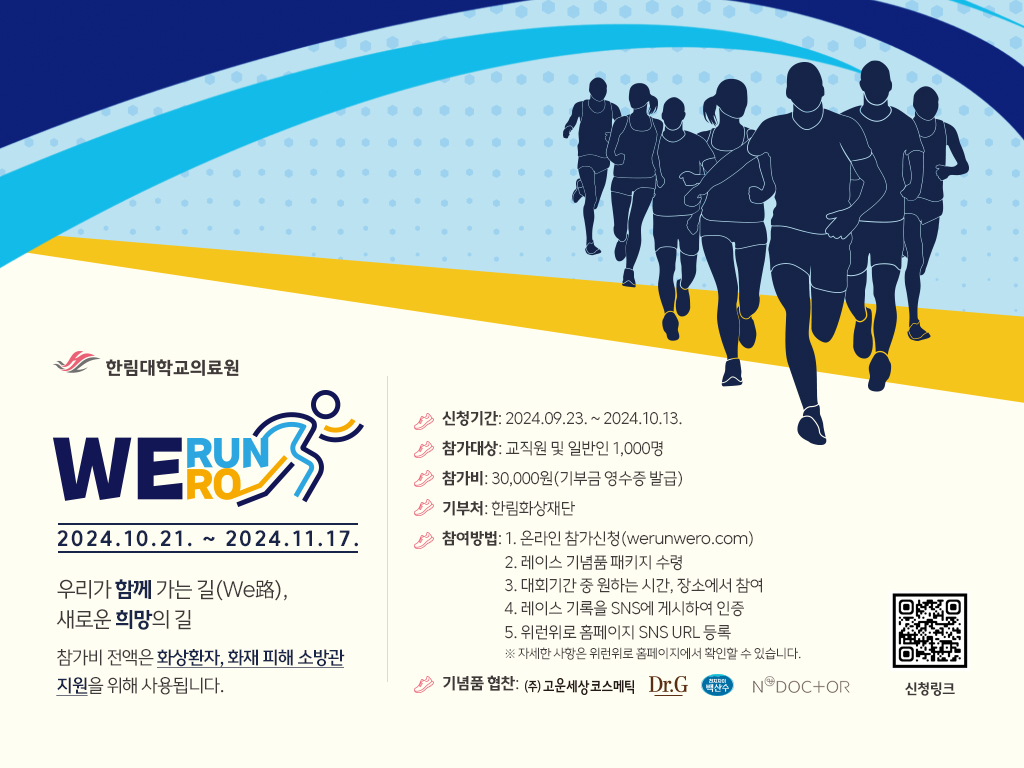 한림대학교의료원
WE RUN
RO
2024.10.21. ~ 2024.11.17.
우리가 함께 가는 길(We路),
새로운 희망의 길
참가비 전액은 화상환자, 화재 피해 소방관
지원을 위해 사용됩니다.
신청기간: 2024.09.23. ~ 2024.10.13.
참가대상: 교직원 및 일반인 1,000명
참가비: 30,000원(기부금 영수증 발급)
기부처: 한림화상재단
참여방법: 1. 온라인 참가신청(werunwero.com)
2. 레이스 기념품 패키지 수령
3. 대회기간 중 원하는 시간, 장소에서 참여
4. 레이스 기록을 SNS에 게시하여 인증
5. 위런위로 홈페이지 SNS URL 등록
※ 자세한 사항은 위런위로 홈페이지에서 확인할 수 있습니다.
기념품 협찬: (주)고운세상코스메틱 Dr.G 백산수 N DOCTOR
신청링크